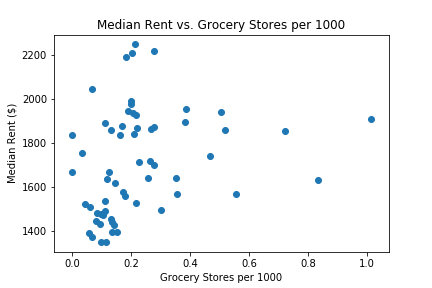 Median Rent vs. Grocery Stores per 1000
2200
2000
1800
1600
1400
Median Rent ($)
0.0 0.2 0.4 0.6 0.8 1.0
Grocery Stores per 1000